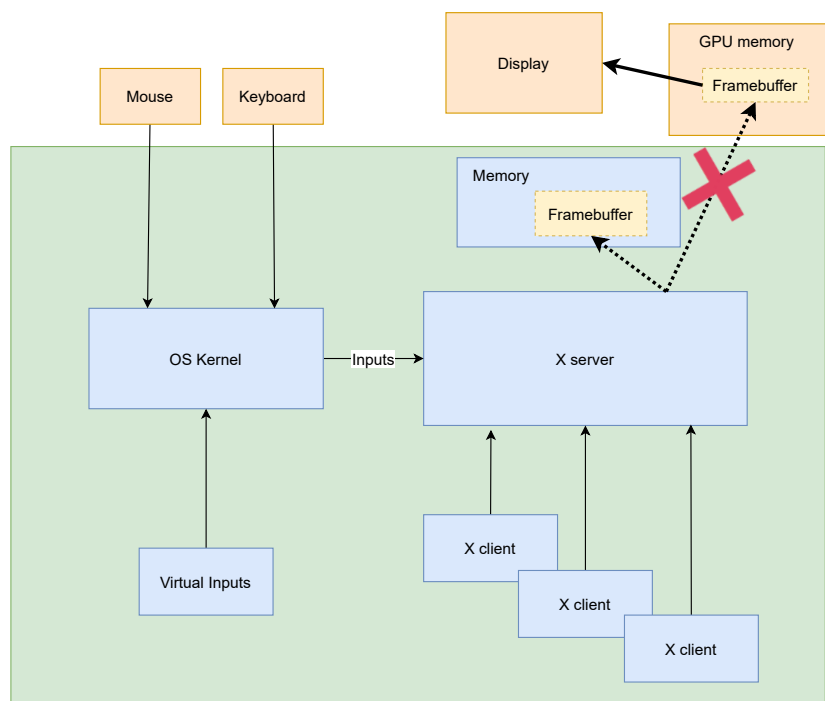 GPU memory
Display
Framebuffer
Mouse
Keyboard
Memory
Framebuffer
OS Kernel
Inputs
X server
X client
Virtual Inputs
X client
X client